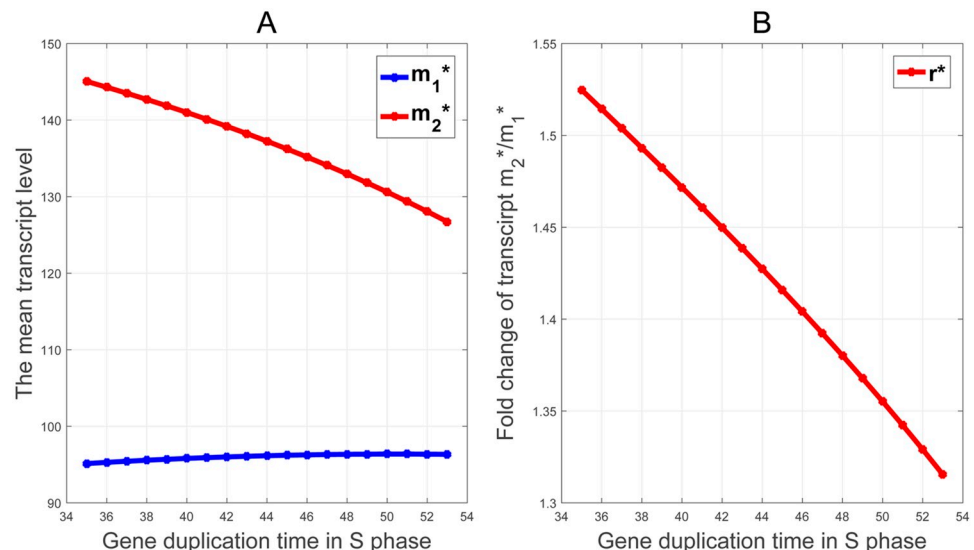 A
The mean transcript level
150
140
130
120
110
100
90
34 36 38 40 42 44 46 48 50 52 54
Gene duplication time in S phase
m1*
m2*
B
Fold change of transcirpt m2*/m1*
1.55
1.5
1.45
1.4
1.35
1.3
34 36 38 40 42 44 46 48 50 52 54
Gene duplication time in S phase
r*